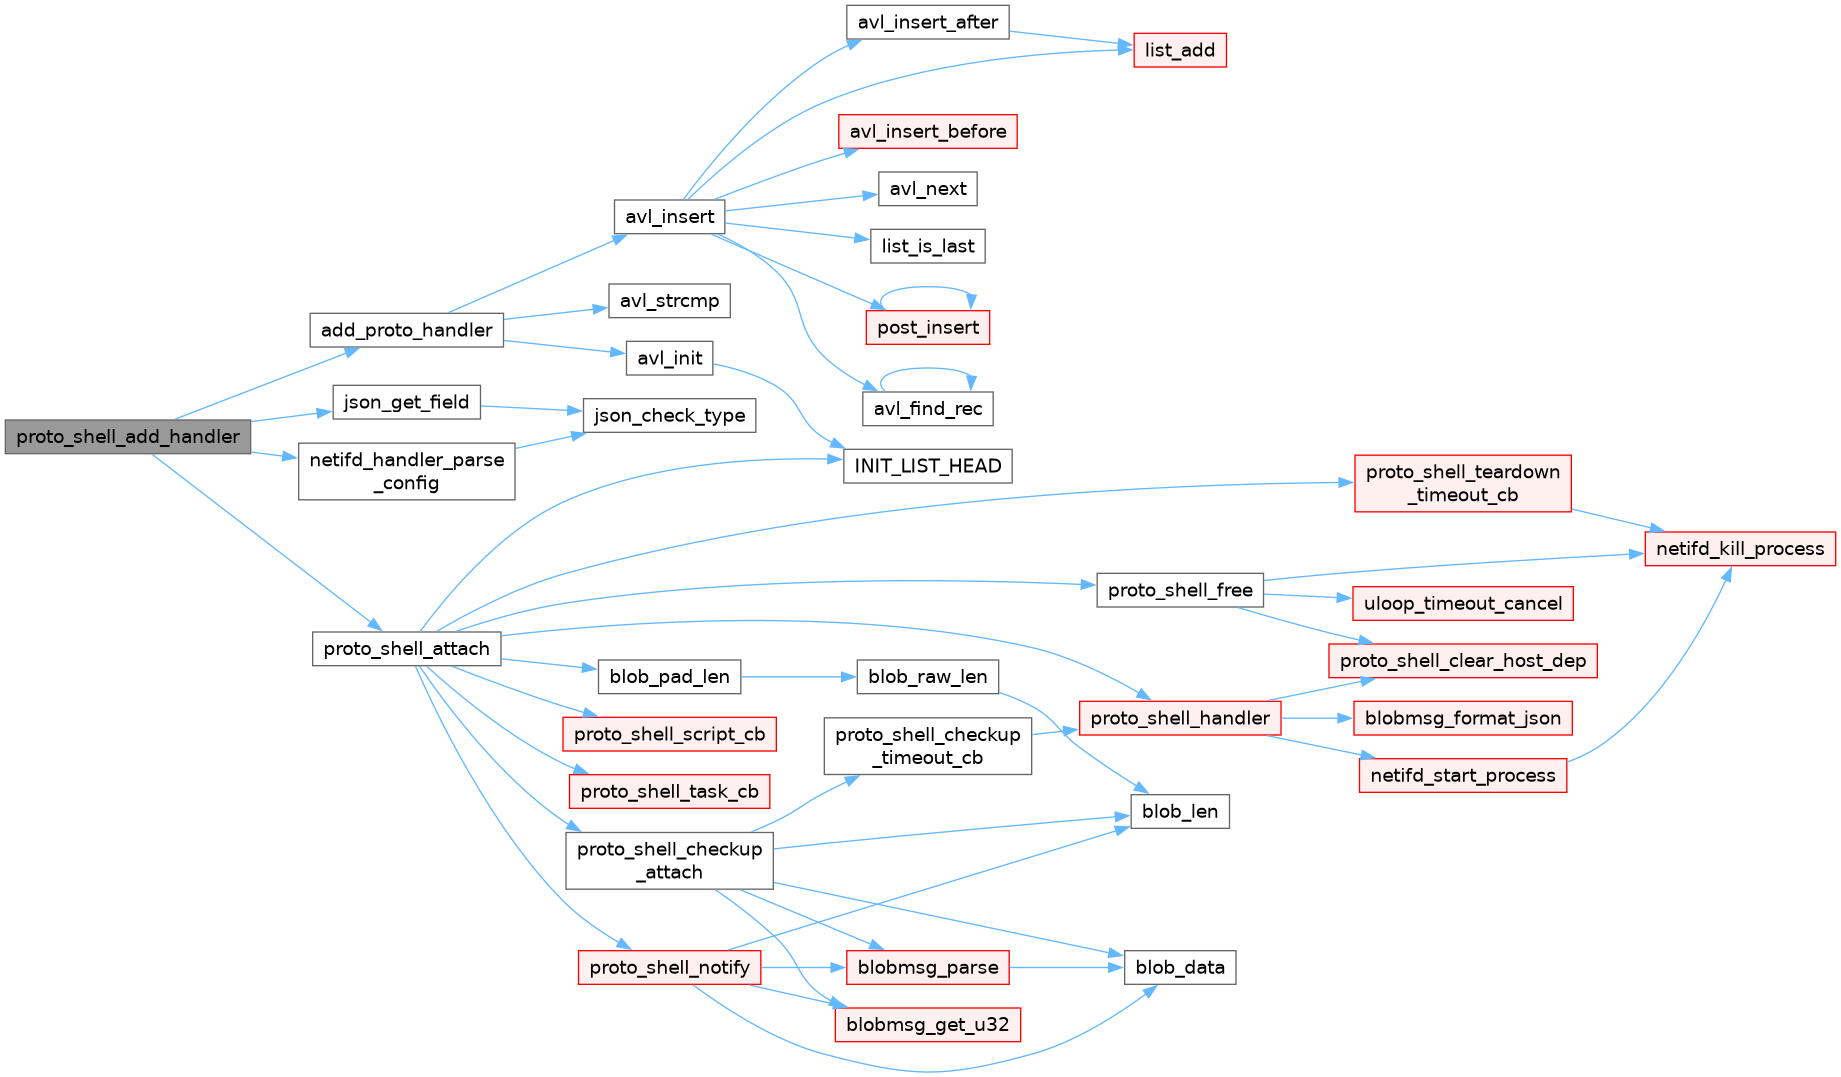 proto_shell_add_handler
add_proto_handler
json_get_field
netifd_handler_parse
_config
proto_shell_attach
avl_insert
avl_strcmp
avl_init
json_check_type
avl_insert_after
list_add
avl_insert_before
avl_next
list_is_last
post_insert
avl_find_rec
INIT_LIST_HEAD
proto_shell_teardown
_timeout_cb
netifd_kill_process
proto_shell_free
uloop_timeout_cancel
proto_shell_clear_host_dep
blob_pad_len
blob_raw_len
proto_shell_handler
blobmsg_format_json
netifd_start_process
proto_shell_script_cb
proto_shell_checkup
_timeout_cb
proto_shell_task_cb
blob_len
proto_shell_checkup
_attach
proto_shell_notify
blobmsg_parse
blob_data
blobmsg_get_u32